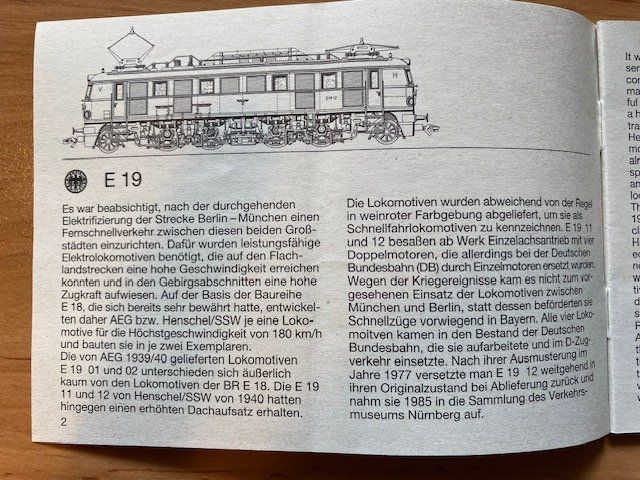 E 19
Es war beabsichtigt, nach der durchgehenden
Elektrifizierung der Strecke Berlin – München einen
Fernschnellverkehr zwischen diesen beiden Groß-
städten einzurichten. Dafür wurden leistungsfähige
Elektrolokomotiven benötigt, die auf den Flach-
landstrecken eine hohe Geschwindigkeit erreichen
konnten und in den Gebirgsabschnitten eine hohe
Zugkraft aufwiesen. Auf der Basis der Baureihe
E 18, die sich bereits sehr bewährt hatte, entwickel-
ten daher AEG bzw. Henschel/SSW je eine Loko-
motive für die Höchstgeschwindigkeit von 180 km/h
und bauten sie in je zwei Exemplaren.
Die von AEG 1939/40 gelieferten Lokomotiven
E 19 01 und 02 unterschieden sich äußerlich
kaum von den Lokomotiven der BR E 18. Die E 19
11 und 12 von Henschel/SSW von 1940 hatten
hingegen einen erhöhten Dachaufsatz erhalten.
2
Die Lokomotiven wurden abweichend von der Regel
in weinroter Farbgebung abgeliefert, um sie als
Schnellfahrlokomotiven zu kennzeichnen. E 19 11
und 12 besaßen ab Werk Einzelachsantrieb mit vier
Doppelmotoren, die allerdings bei der Deutschen
Bundesbahn (DB) durch Einzelmotoren ersetzt wurden.
Wegen der Kriegereignisse kam es nicht zum vor-
gesehenen Einsatz der Lokomotiven zwischen
München und Berlin, statt dessen beförderten sie
Schnellzüge vorwiegend in Bayern. Alle vier Loko-
moitven kamen in den Bestand der Deutschen
Bundesbahn, die sie aufarbeitete und im D-Zug-
verkehr einsetzte. Nach ihrer Ausmusterung im
Jahre 1977 versetzte man E 19 12 weitgehend in
ihren Originalzustand bei Ablieferung zurück und
nahm sie 1985 in die Sammlung des Verkehrs-
museums Nürnberg auf.
It w